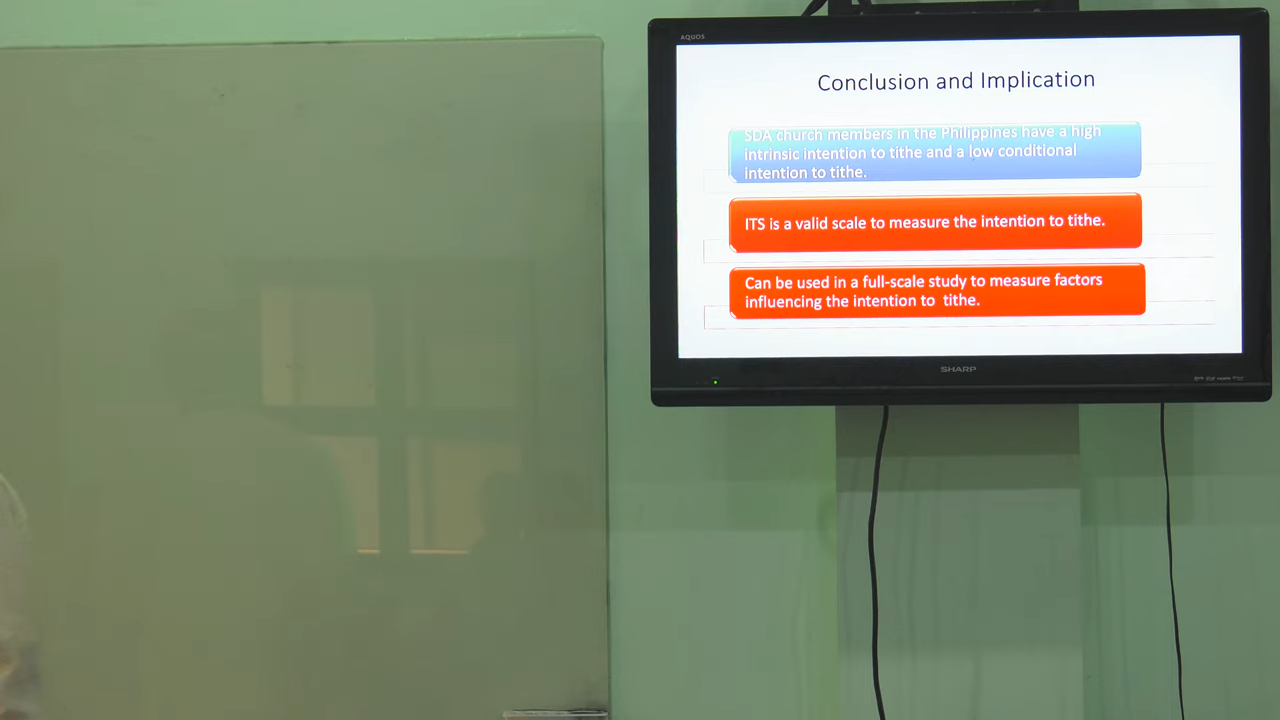 AQUOS
Conclusion and Implication
SDA church members in the Philippines have a high
intrinsic intention to tithe and a low conditional
intention to tithe.
ITS is a valid scale to measure the intention to tithe.
Can be used in a full-scale study to measure factors
influencing the intention to  tithe.
SHARP